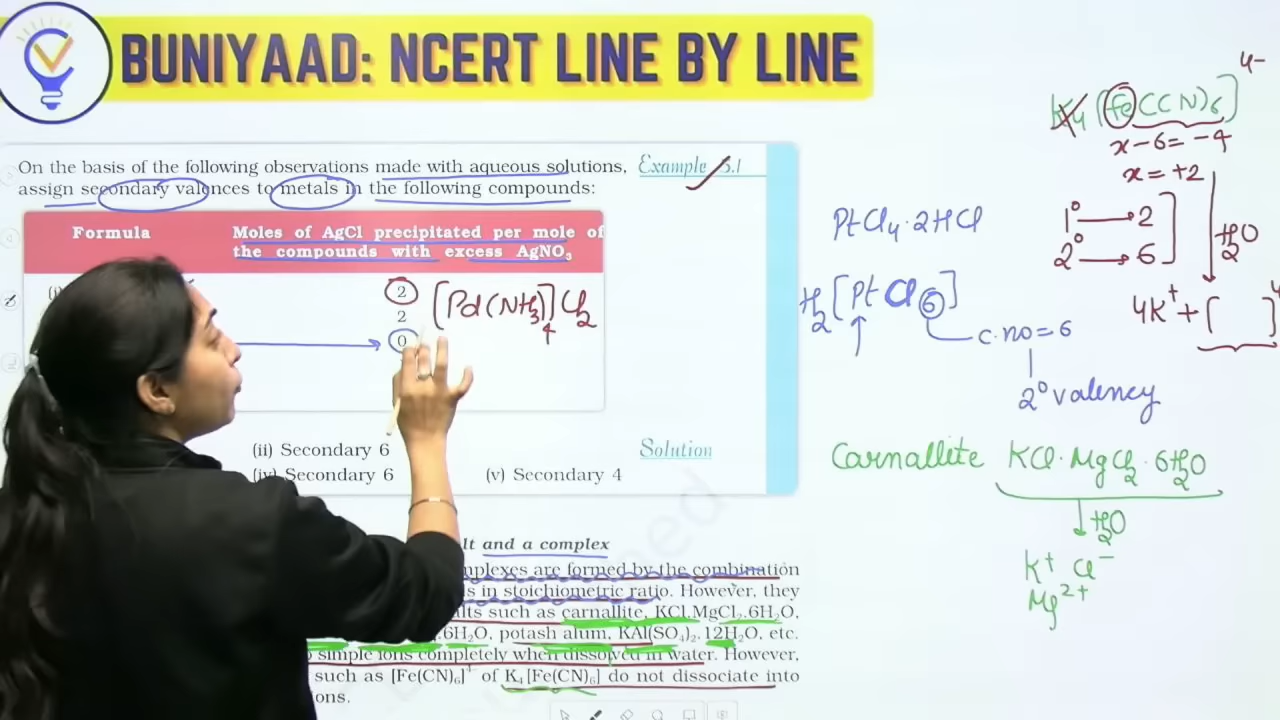 BUNIYAAD: NCERT LINE BY LINE
On the basis of the following observations made with aqueous solutions,
assign secondary valences to metals in the following compounds:
Example 5.1
Formula
Moles of AgCl precipitated per mole of
the compounds with excess AgNO₃
(i)
2
2
0
[Pd(NH₃)₄]Cl₂
(ii) Secondary 6
Solution
(iv) Secondary 6
(v) Secondary 4
lt and a complex
mplexes are formed by the combination
s in stoichiometric ratio. However, they
lts such as carnallite, KCl.MgCl₂.6H₂O,
.6H₂O, potash alum, KAl(SO₄)₂.12H₂O, etc.
simple ions completely when dissolved in water. However,
such as [Fe(CN)₆]⁴ of K₄[Fe(CN)₆] do not dissociate into
ons.
PtCl₄·2HCl
H₂[PtCl6]
c·no=6
2° valency
K₄[Fe(CN)₆]⁴⁻
x-6=-4
x=+2
1° → 2
2° → 6
H₂O
4K⁺+[ ]⁴
Carnallite KCl·MgCl₂·6H₂O
H₂O
K⁺ Cl⁻
Mg²⁺